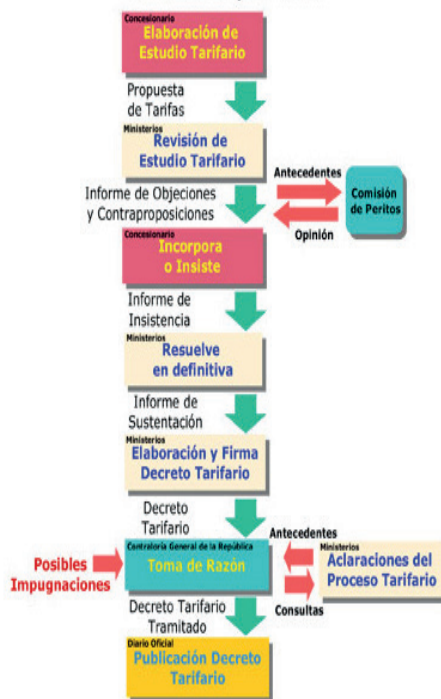 Concesionario
Elaboración de
Estudio Tarifario
Propuesta
de Tarifas
Ministerios
Revisión de
Estudio Tarifario
Informe de Objeciones
y Contraproposiciones
Antecedentes
Comisión
de Peritos
Opinión
Concesionario
Incorpora
o Insiste
Informe de
Insistencia
Ministerios
Resuelve
en definitiva
Informe de
Sustentación
Ministerios
Elaboración y Firma
Decreto Tarifario
Decreto
Tarifario
Posibles
Impugnaciones
Contraloría General de la República
Toma de Razón
Antecedentes
Consultas
Ministerios
Aclaraciones del
Proceso Tarifario
Decreto Tarifario
Tramitado
Diario Oficial
Publicación Decreto
Tarifario